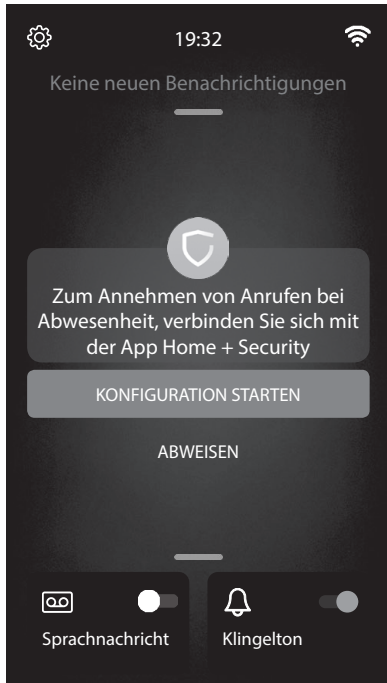 19:32
Keine neuen Benachrichtigungen
Zum Annehmen von Anrufen bei
Abwesenheit, verbinden Sie sich mit
der App Home + Security
KONFIGURATION STARTEN
ABWEISEN
Sprachnachricht
Klingelton